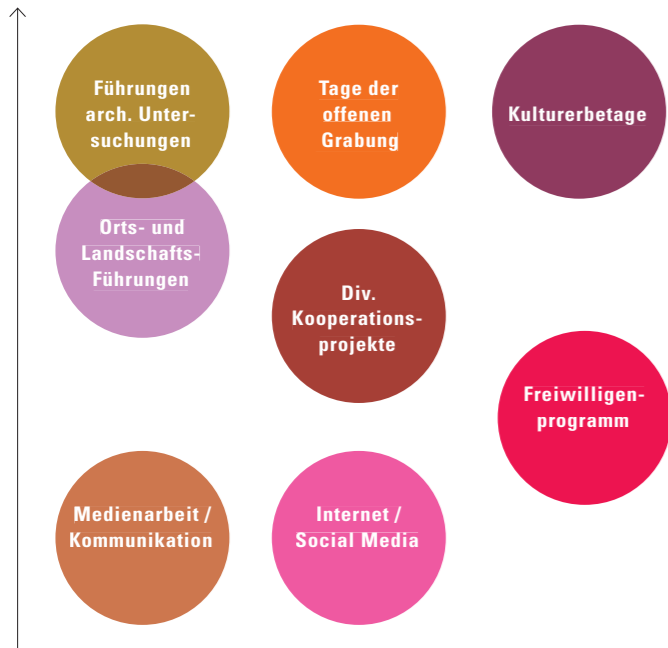 Führungen
arch. Unter-
suchungen
Tage der
offenen
Grabung
Kulturerbetage
Orts- und
Landschafts-
Führungen
Div.
Kooperations-
projekte
Freiwilligen-
programm
Medienarbeit /
Kommunikation
Internet /
Social Media